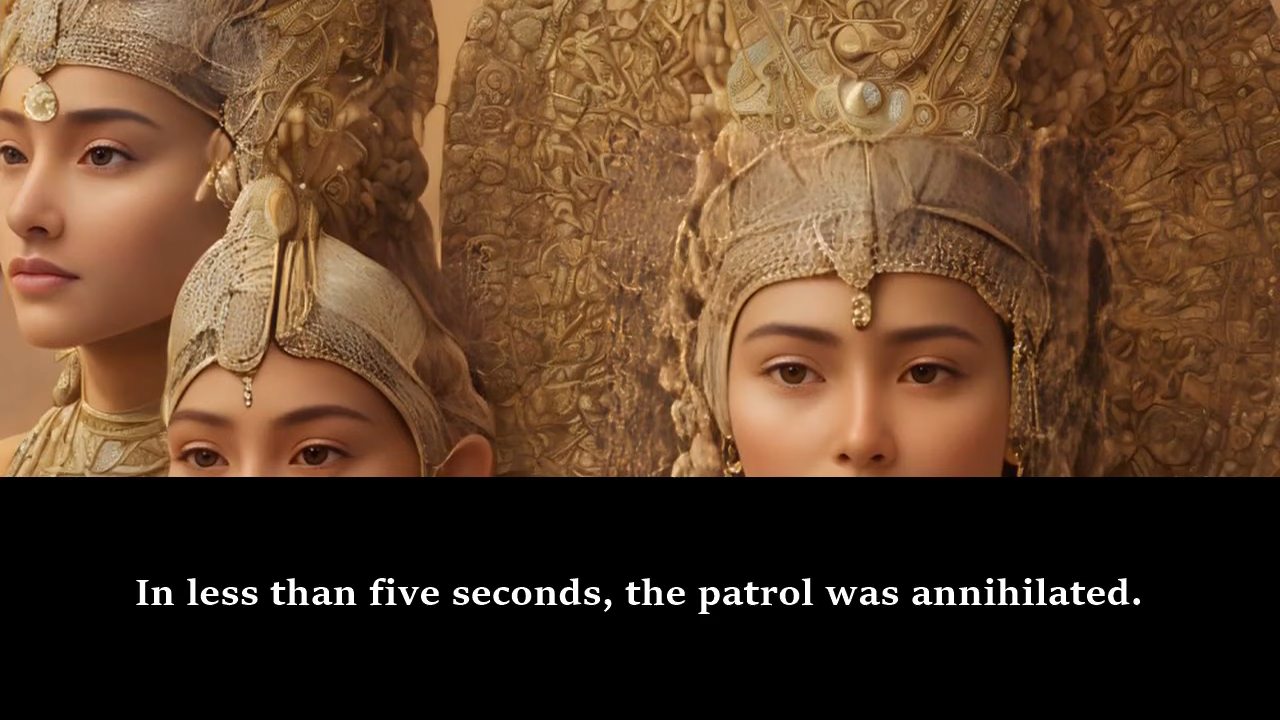 In less than five seconds, the patrol was annihilated.